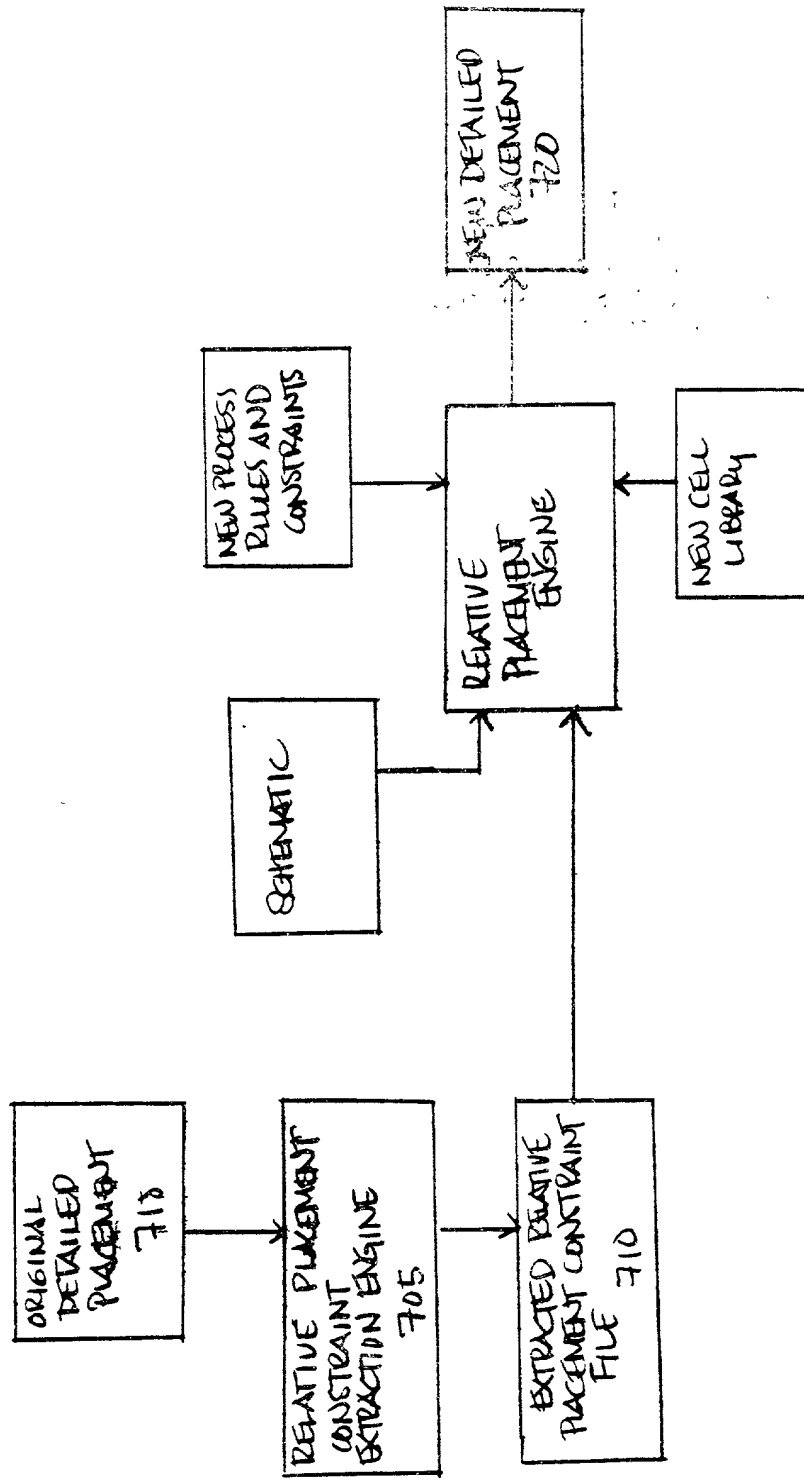 ORIGINAL
DETAILED
PLACEMENT
718
RELATIVE PLACEMENT
CONSTRAINT
EXTRACTION ENGINE
705
EXTRACTED RELATIVE
PLACEMENT CONSTRAINT
FILE 710
SCHEMATIC
NEW PROCESS
RULES AND
CONSTRAINTS
RELATIVE
PLACEMENT
ENGINE
NEW CELL
LIBRARY
NEW DETAILED
PLACEMENT
720